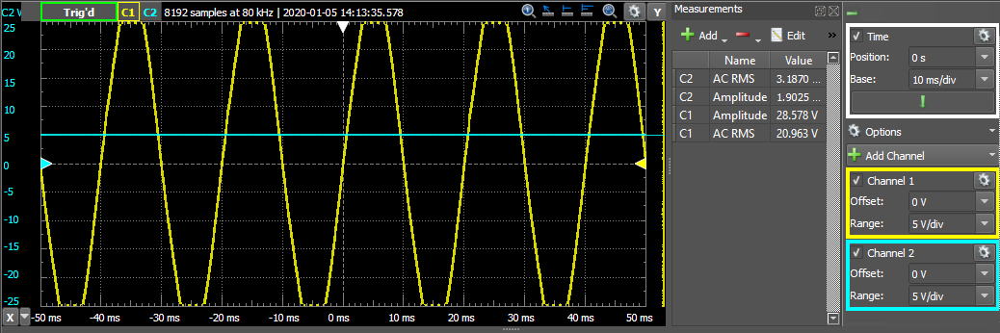 C2 V Trig'd C1 C2 8192 samples at 80 kHz | 2020-01-05 14:13:35.578 Y
25
20
15
10
5
0
-5
-10
-15
-20
-25
X -50 ms -40 ms -30 ms -20 ms -10 ms 0 ms 10 ms 20 ms 30 ms 40 ms 50 ms
Measurements
Add Edit »
Name Value
C2 AC RMS 3.1870 ...
C2 Amplitude 1.9025 ...
C1 Amplitude 28.578 V
C1 AC RMS 20.963 V
Time
Position: 0 s
Base: 10 ms/div
Options
Add Channel
Channel 1
Offset: 0 V
Range: 5 V/div
Channel 2
Offset: 0 V
Range: 5 V/div